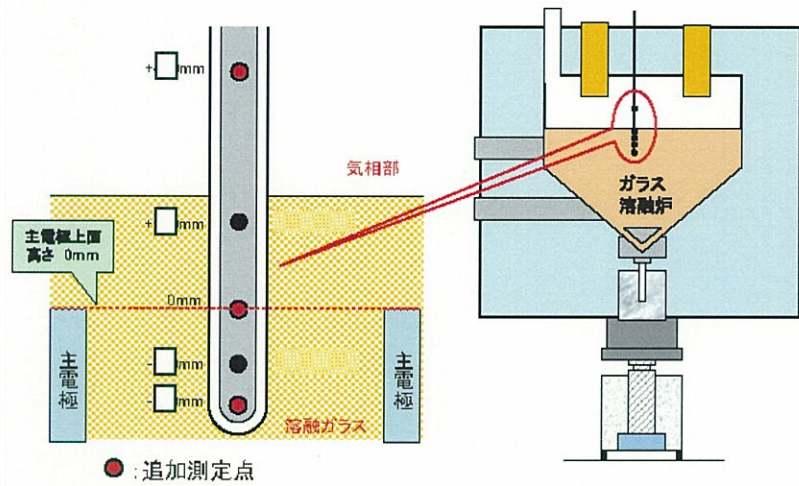 +□mm
気相部
ガラス
溶融炉
+□mm
主電極上面
高さ 0mm
0mm
-□mm
-□mm
主電極
主電極
溶融ガラス
●:追加測定点